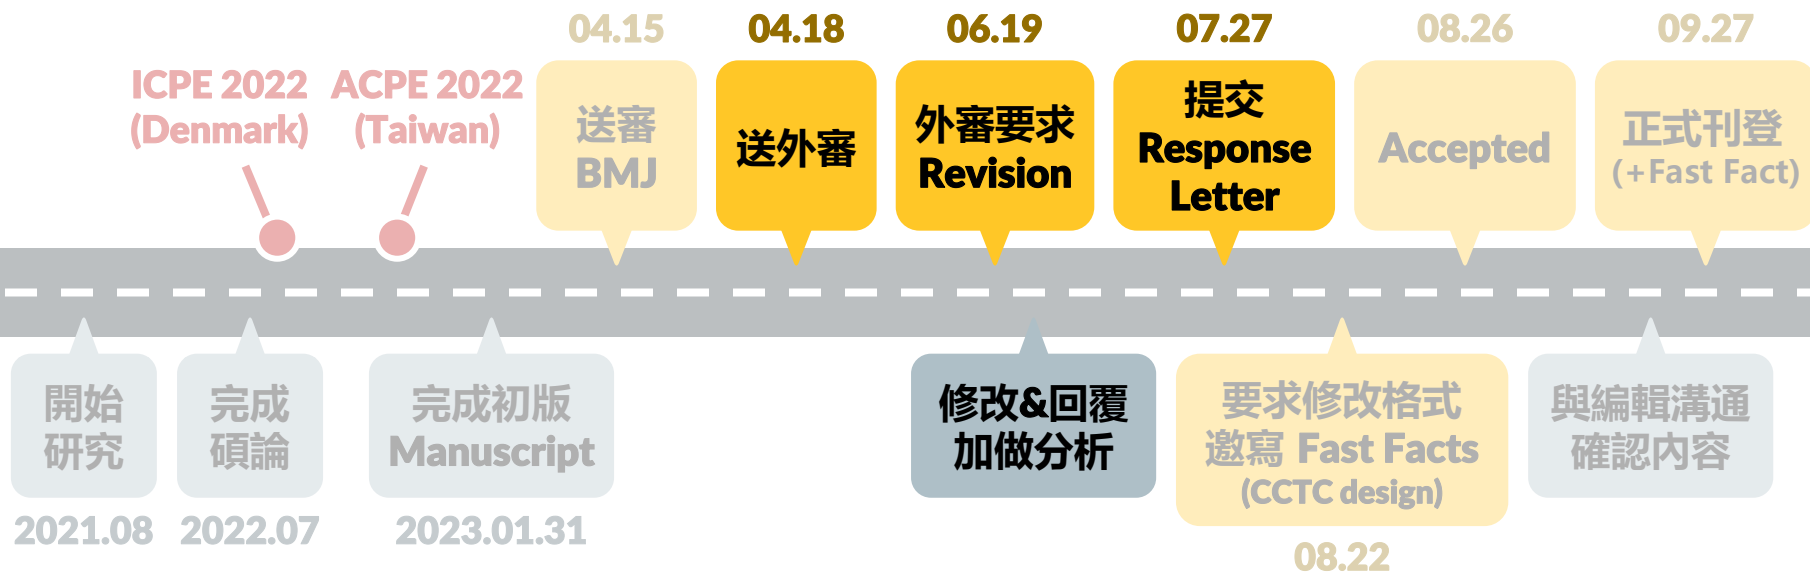 04.15
04.18
06.19
07.27
08.26
09.27
ICPE 2022
(Denmark)
ACPE 2022
(Taiwan)
送審
BMJ
送外審
外審要求
Revision
提交
Response
Letter
Accepted
正式刊登
(+Fast Fact)
開始
研究
完成
碩論
完成初版
Manuscript
修改&回覆
加做分析
要求修改格式
邀寫 Fast Facts
(CCTC design)
與編輯溝通
確認內容
2021.08
2022.07
2023.01.31
08.22